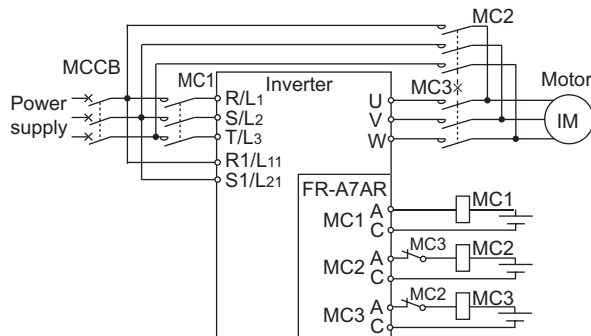 MC2
MCCB
MC1
Inverter
MC3
Motor
Power
supply
R/L1
S/L2
T/L3
R1/L11
S1/L21
U
V
W
IM
FR-A7AR
MC1
A
C
MC1
MC2
A
C
MC3
MC2
MC3
A
C
MC2
MC3